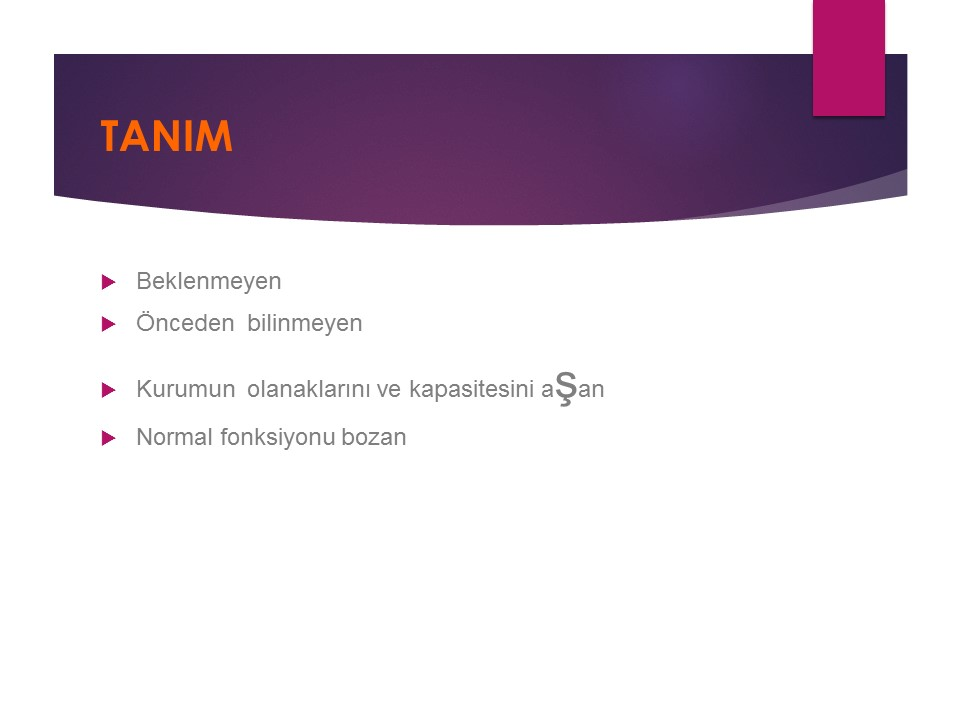 TANIM
Beklenmeyen
Önceden bilinmeyen
Kurumun olanaklarını ve kapasitesini aşan
Normal fonksiyonu bozan